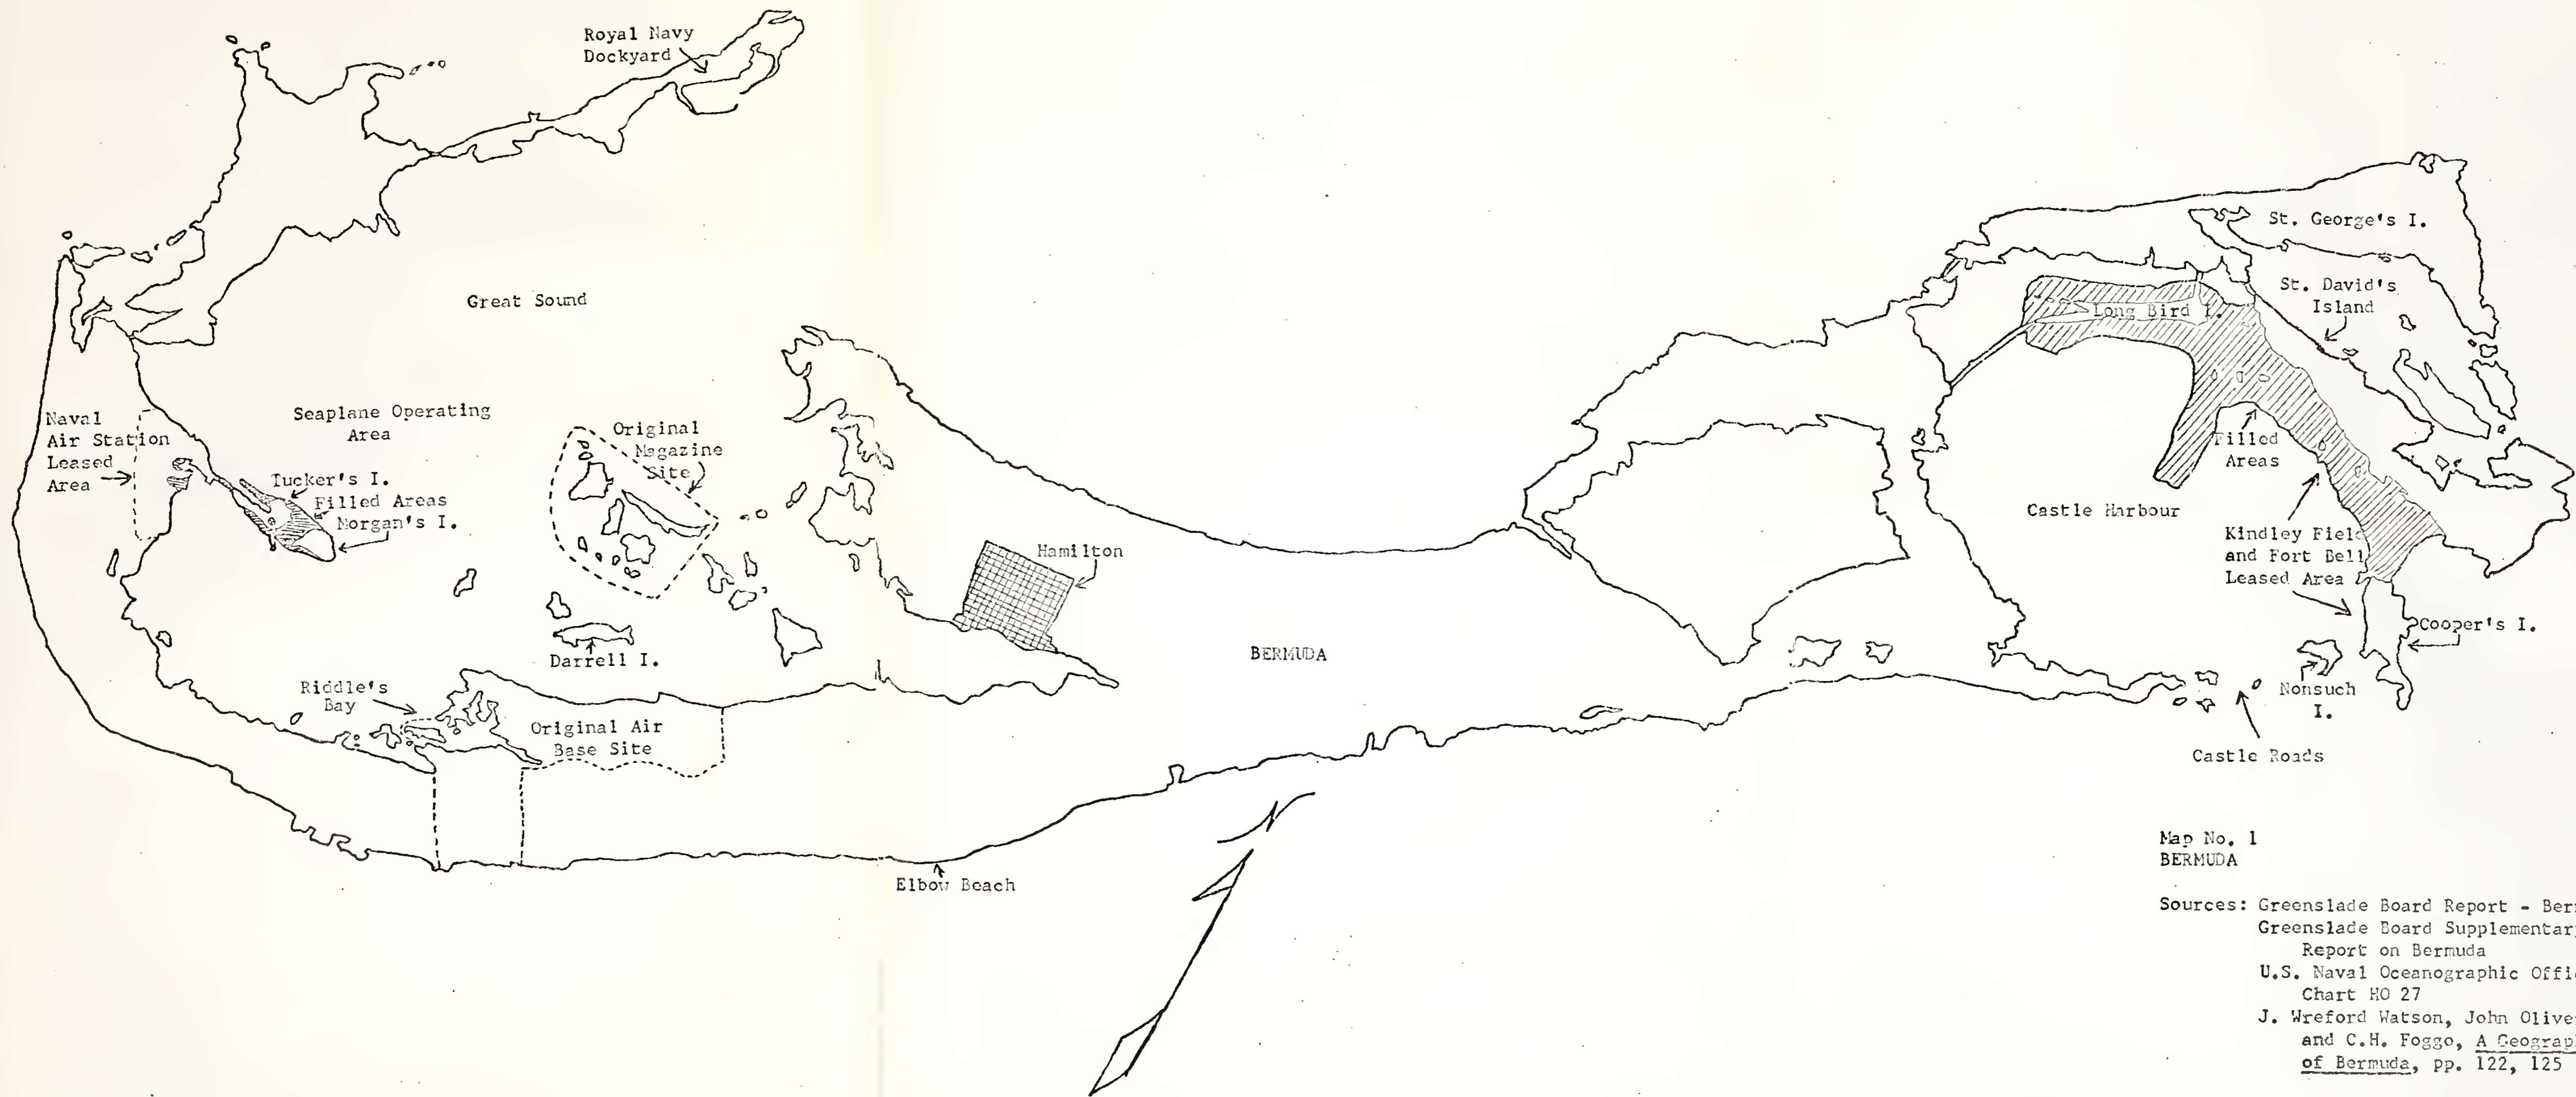 Royal Navy
Dockyard
Great Sound
Naval
Air Station
Leased
Area
Seaplane Operating
Area
Tucker's I.
Filled Areas
Morgan's I.
Original
Magazine
Site
Darrell I.
Riddle's
Bay
Original Air
Base Site
Hamilton
BERMUDA
Elbow Beach
St. George's I.
St. David's
Island
Long Bird I.
Filled
Areas
Castle Harbour
Kindley Field
and Fort Bell
Leased Area
Cooper's I.
Nonsuch
I.
Castle Roads
Map No. 1
BERMUDA
Sources: Greenslade Board Report - Ber
Greenslade Board Supplementary
Report on Bermuda
U.S. Naval Oceanographic Offi
Chart HO 27
J. Wreford Watson, John Olive
and C.H. Foggo, A Geograp
of Bermuda, pp. 122, 125